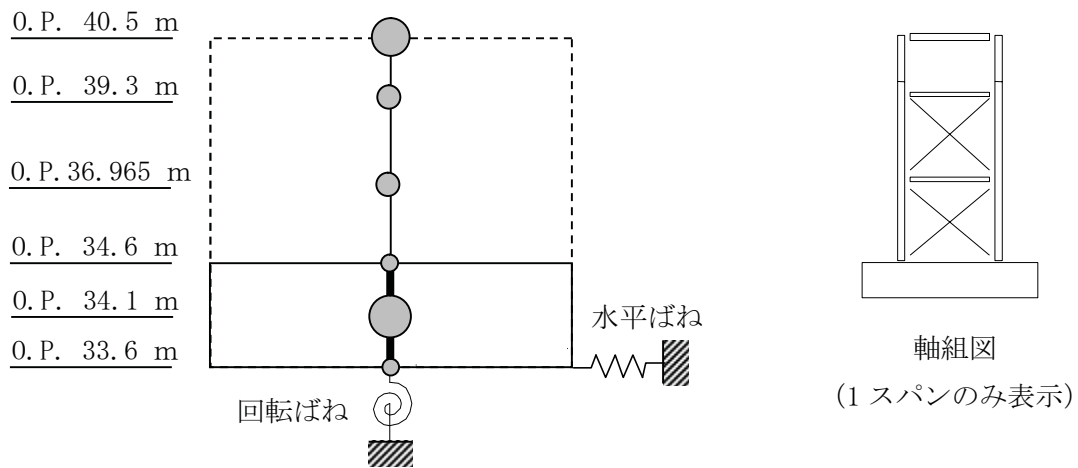 O.P. 40.5 m
O.P. 39.3 m
O.P.36.965 m
O.P. 34.6 m
O.P. 34.1 m
O.P. 33.6 m
水平ばね
回転ばね
軸組図
(1 スパンのみ表示)